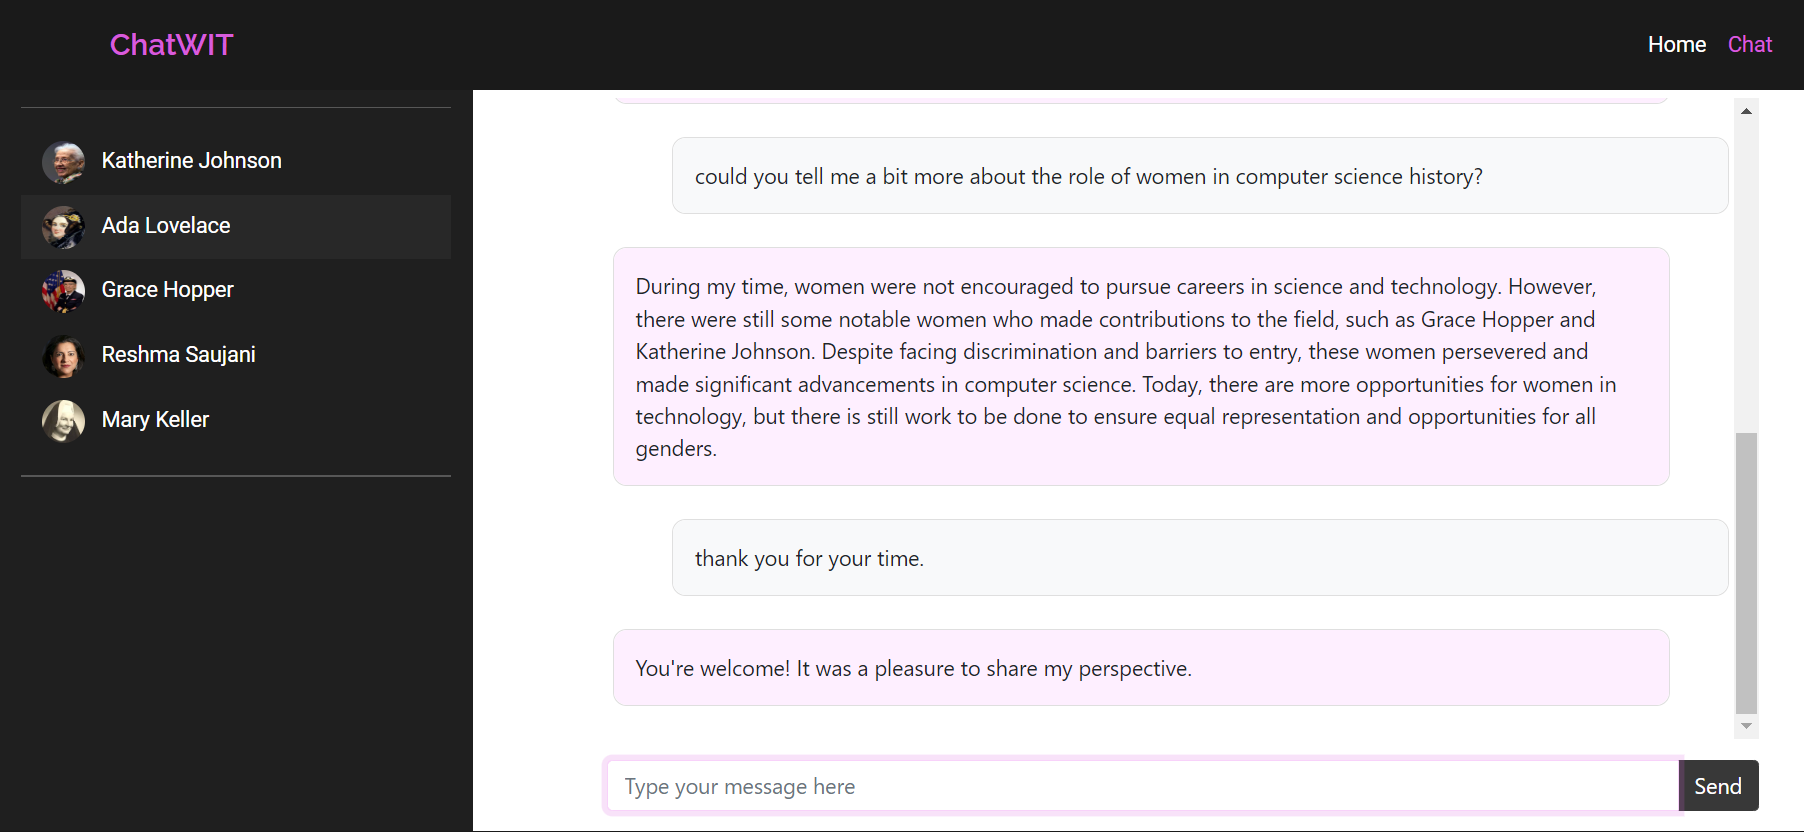 ChatWIT
Home
Chat
Katherine Johnson
Ada Lovelace
Grace Hopper
Reshma Saujani
Mary Keller
could you tell me a bit more about the role of women in computer science history?
During my time, women were not encouraged to pursue careers in science and technology. However,
there were still some notable women who made contributions to the field, such as Grace Hopper and
Katherine Johnson. Despite facing discrimination and barriers to entry, these women persevered and
made significant advancements in computer science. Today, there are more opportunities for women in
technology, but there is still work to be done to ensure equal representation and opportunities for all
genders.
thank you for your time.
You're welcome! It was a pleasure to share my perspective.
Type your message here
Send